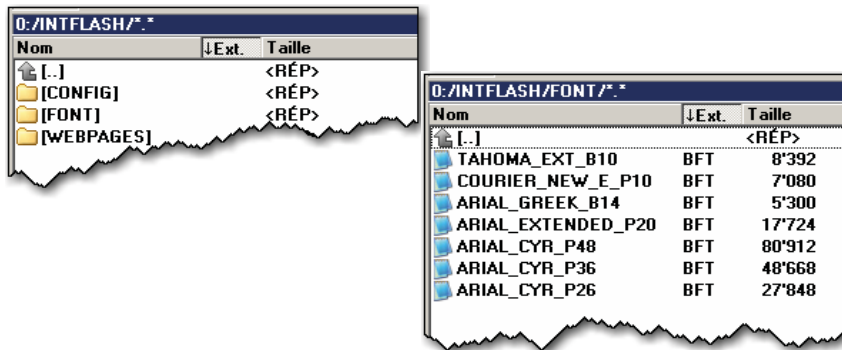 0:/INTFLASH/*.*
Nom ↓Ext. Taille
[..] <RÉP>
[CONFIG] <RÉP>
[FONT] <RÉP>
[WEBPAGES]
0:/INTFLASH/FONT/*.*
Nom ↓Ext. Taille
[..] <RÉP>
TAHOMA_EXT_B10 BFT 8'392
COURIER_NEW_E_P10 BFT 7'080
ARIAL_GREEK_B14 BFT 5'300
ARIAL_EXTENDED_P20 BFT 17'724
ARIAL_CYR_P48 BFT 80'912
ARIAL_CYR_P36 BFT 48'668
ARIAL_CYR_P26 BFT 27'848